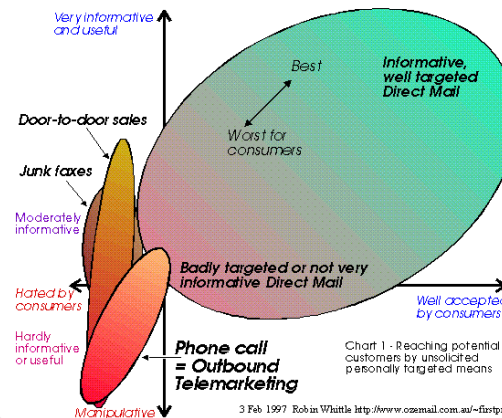 Very informative
and useful
Best
Informative,
well targeted
Direct Mail
Door-to-door sales
Worst for
consumers
Junk faxes
Moderately
informative
Badly targeted or not very
informative Direct Mail
Hated by
consumers
Well accepted
by consumers
Hardly
informative
or useful
Phone call
= Outbound
Telemarketing
Chart 1 - Reaching potential
customers by unsolicited
personally targeted means
Manipulative
3 Feb 1997 Robin Whittle http://www.ozemail.com.au/~firstpr